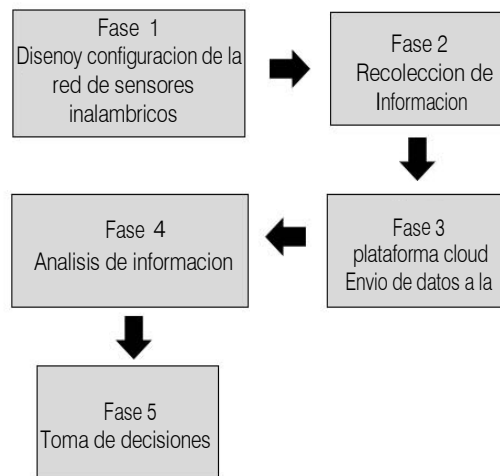 Fase 1
Disenoy configuracion de la
red de sensores
inalambricos
Fase 2
Recoleccion de
Informacion
Fase 3
plataforma cloud
Envio de datos a la
Fase 4
Analisis de informacion
Fase 5
Toma de decisiones